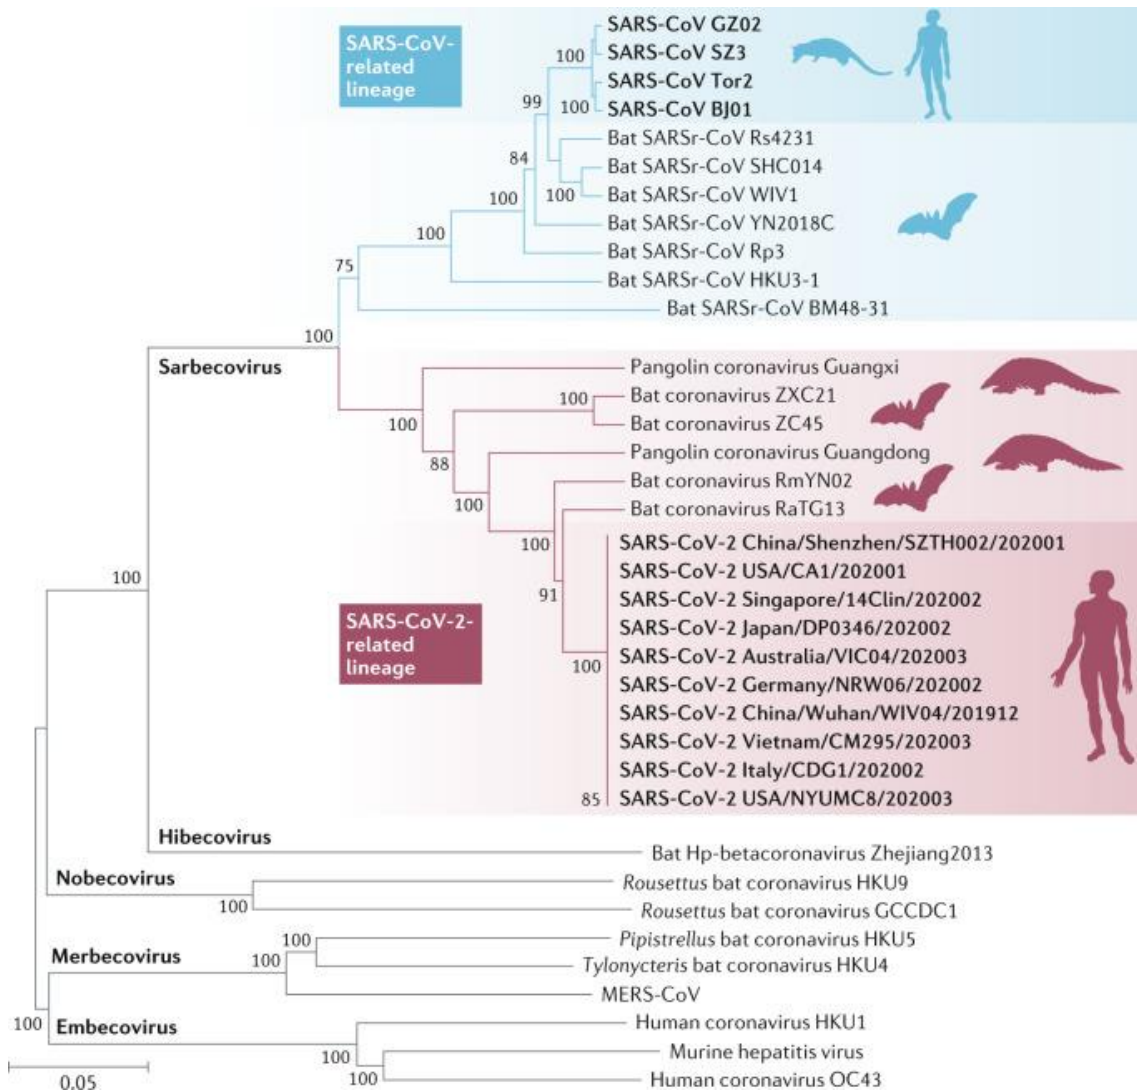 SARS-CoV-
related
lineage
SARS-CoV GZ02
SARS-CoV SZ3
SARS-CoV Tor2
SARS-CoV BJ01
Bat SARSr-CoV Rs4231
Bat SARSr-CoV SHC014
Bat SARSr-CoV WIV1
Bat SARSr-CoV YN2018C
Bat SARSr-CoV Rp3
Bat SARSr-CoV HKU3-1
Bat SARSr-CoV BM48-31
100
99
100
84
100
100
100
75
100
Sarbecovirus
Pangolin coronavirus Guangxi
Bat coronavirus ZXC21
Bat coronavirus ZC45
Pangolin coronavirus Guangdong
Bat coronavirus RmYN02
Bat coronavirus RaTG13
100
100
88
100
100
91
100
85
SARS-CoV-2-
related
lineage
SARS-CoV-2 China/Shenzhen/SZTH002/202001
SARS-CoV-2 USA/CA1/202001
SARS-CoV-2 Singapore/14Clin/202002
SARS-CoV-2 Japan/DP0346/202002
SARS-CoV-2 Australia/VIC04/202003
SARS-CoV-2 Germany/NRW06/202002
SARS-CoV-2 China/Wuhan/WIV04/201912
SARS-CoV-2 Vietnam/CM295/202003
SARS-CoV-2 Italy/CDG1/202002
SARS-CoV-2 USA/NYUMC8/202003
100
Hibecovirus
Bat Hp-betacoronavirus Zhejiang2013
Nobecovirus
Rousettus bat coronavirus HKU9
100
Rousettus bat coronavirus GCCDC1
Merbecovirus
100
100
Pipistrellus bat coronavirus HKU5
Tylonycteris bat coronavirus HKU4
MERS-CoV
100
Embecovirus
Human coronavirus HKU1
100
Murine hepatitis virus
100
Human coronavirus OC43
0.05